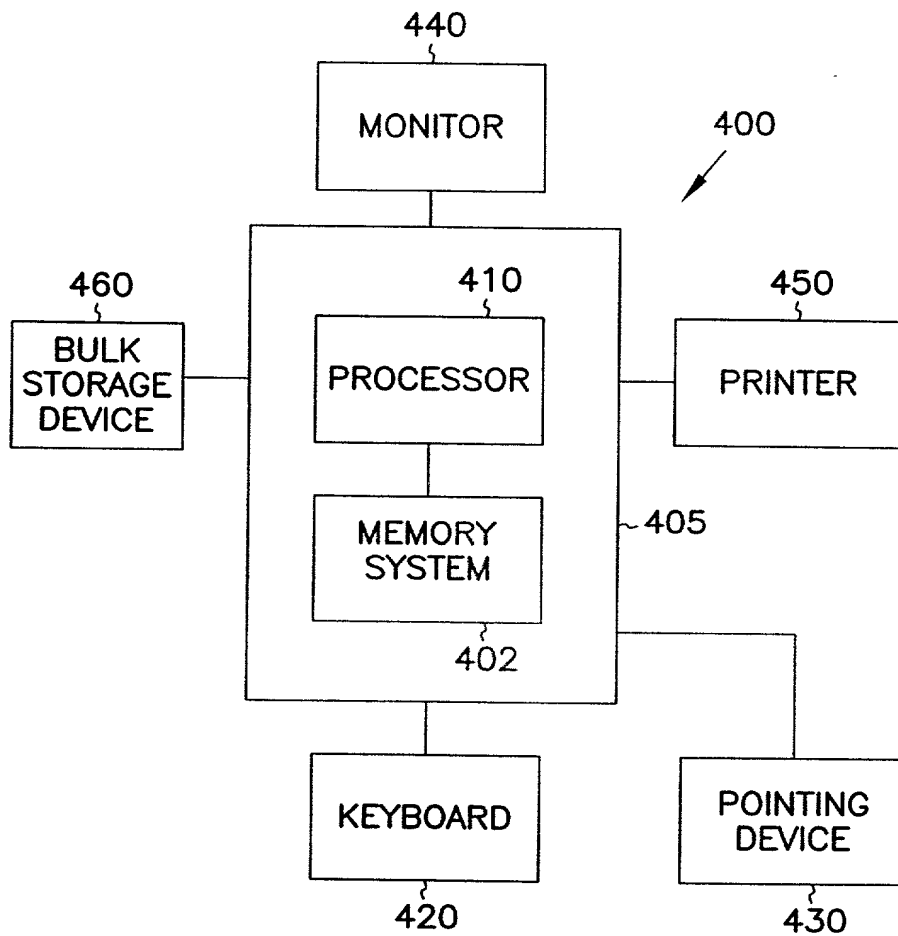 440
MONITOR
400
460
BULK
STORAGE
DEVICE
410
PROCESSOR
450
PRINTER
MEMORY
SYSTEM
405
402
KEYBOARD
420
POINTING
DEVICE
430